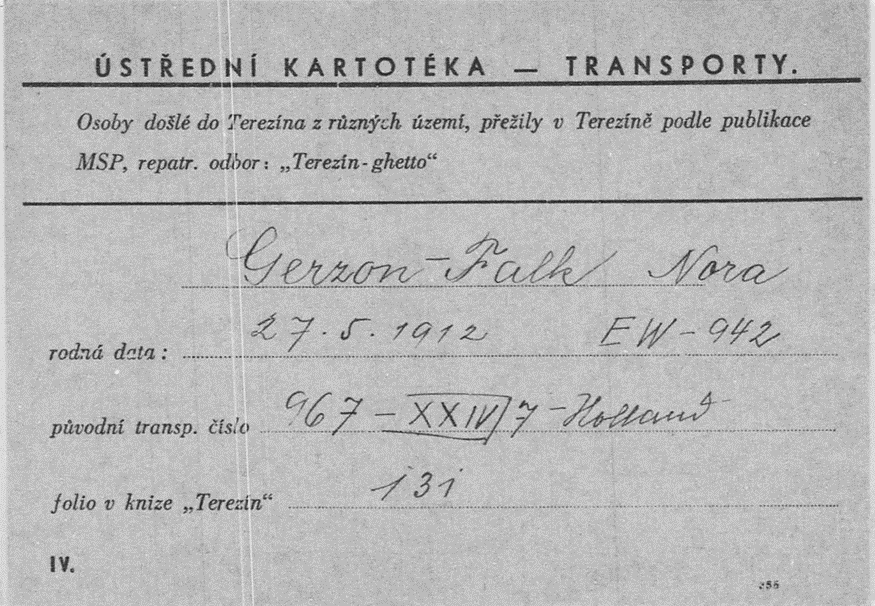 ÚSTŘEDNÍ KARTOTÉKA — TRANSPORTY.
Osoby došlé do Terezína z různých území, přežily v Terezíně podle publikace
MSP, repatr. odbor: „Terezín-ghetto“
Gerzon-Falk Nora
rodná data: 27.5.1912 EW-942
původní transp. číslo 967-XXIV/7-Holland
folio v knize „Terezín“ 131
IV.